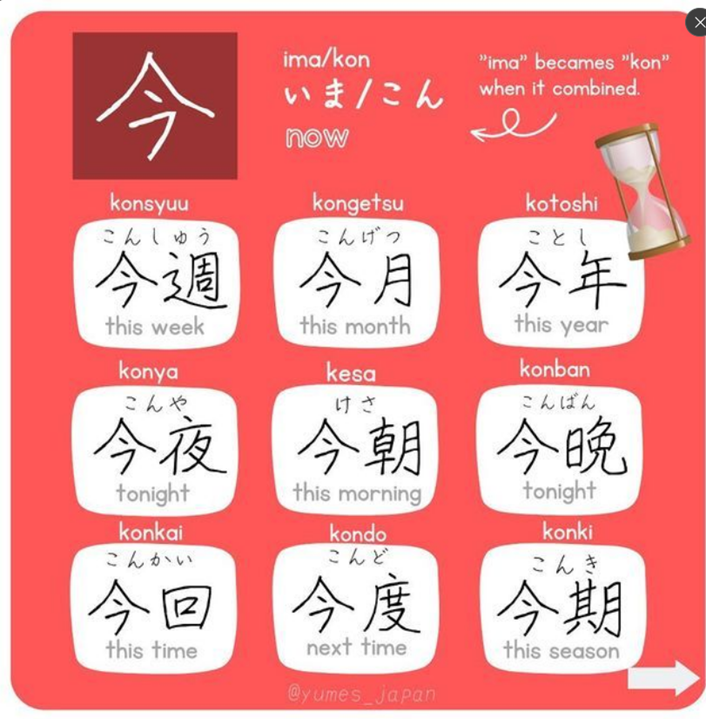 今
ima/kon
いま/こん
now
"ima" becames "kon"
when it combined.
konsyuu
こんしゅう
今週
this week
kongetsu
こんげつ
今月
this month
kotoshi
ことし
今年
this year
konya
こんや
今夜
tonight
kesa
けさ
今朝
this morning
konban
こんばん
今晩
tonight
konkai
こんかい
今回
this time
kondo
こんど
今度
next time
konki
こんき
今期
this season
@yumes_japan